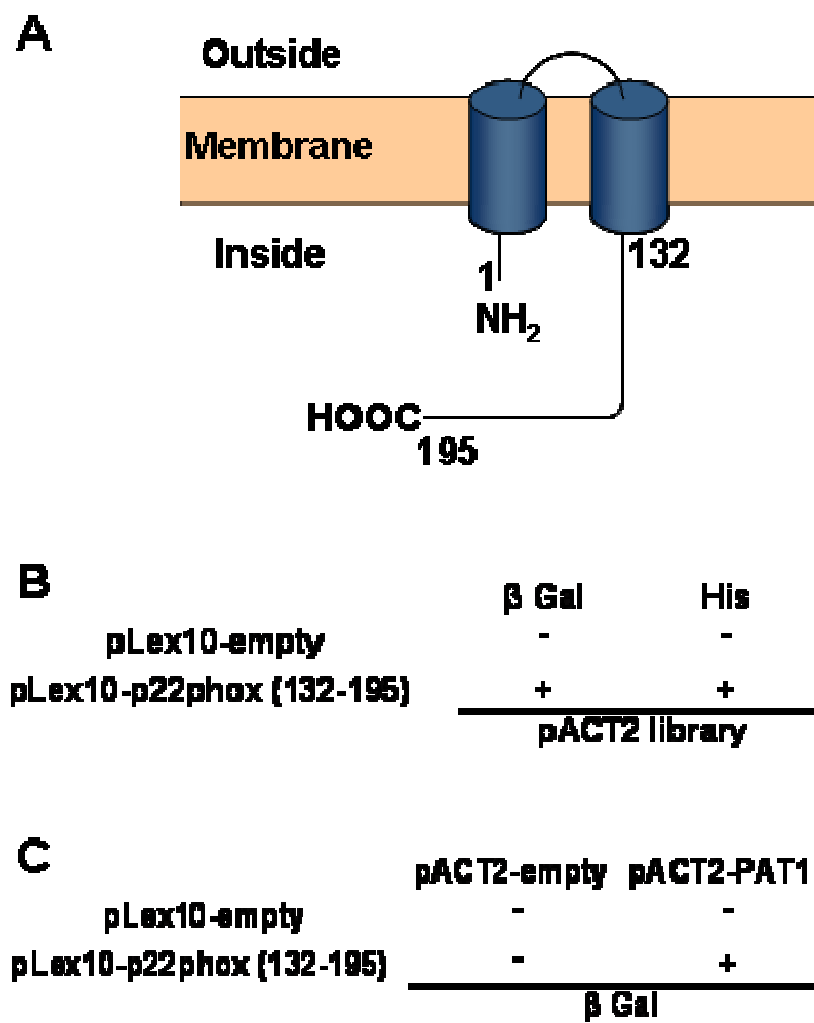 A
Outside
Membrane
Inside
132
1
NH2
HOOC
195
B
β Gal His
pLex10-empty - -
pLex10-p22phox (132-195) + +
pACT2 library
C
pACT2-empty pACT2-PAT1
pLex10-empty - -
pLex10-p22phox (132-195) - +
β Gal